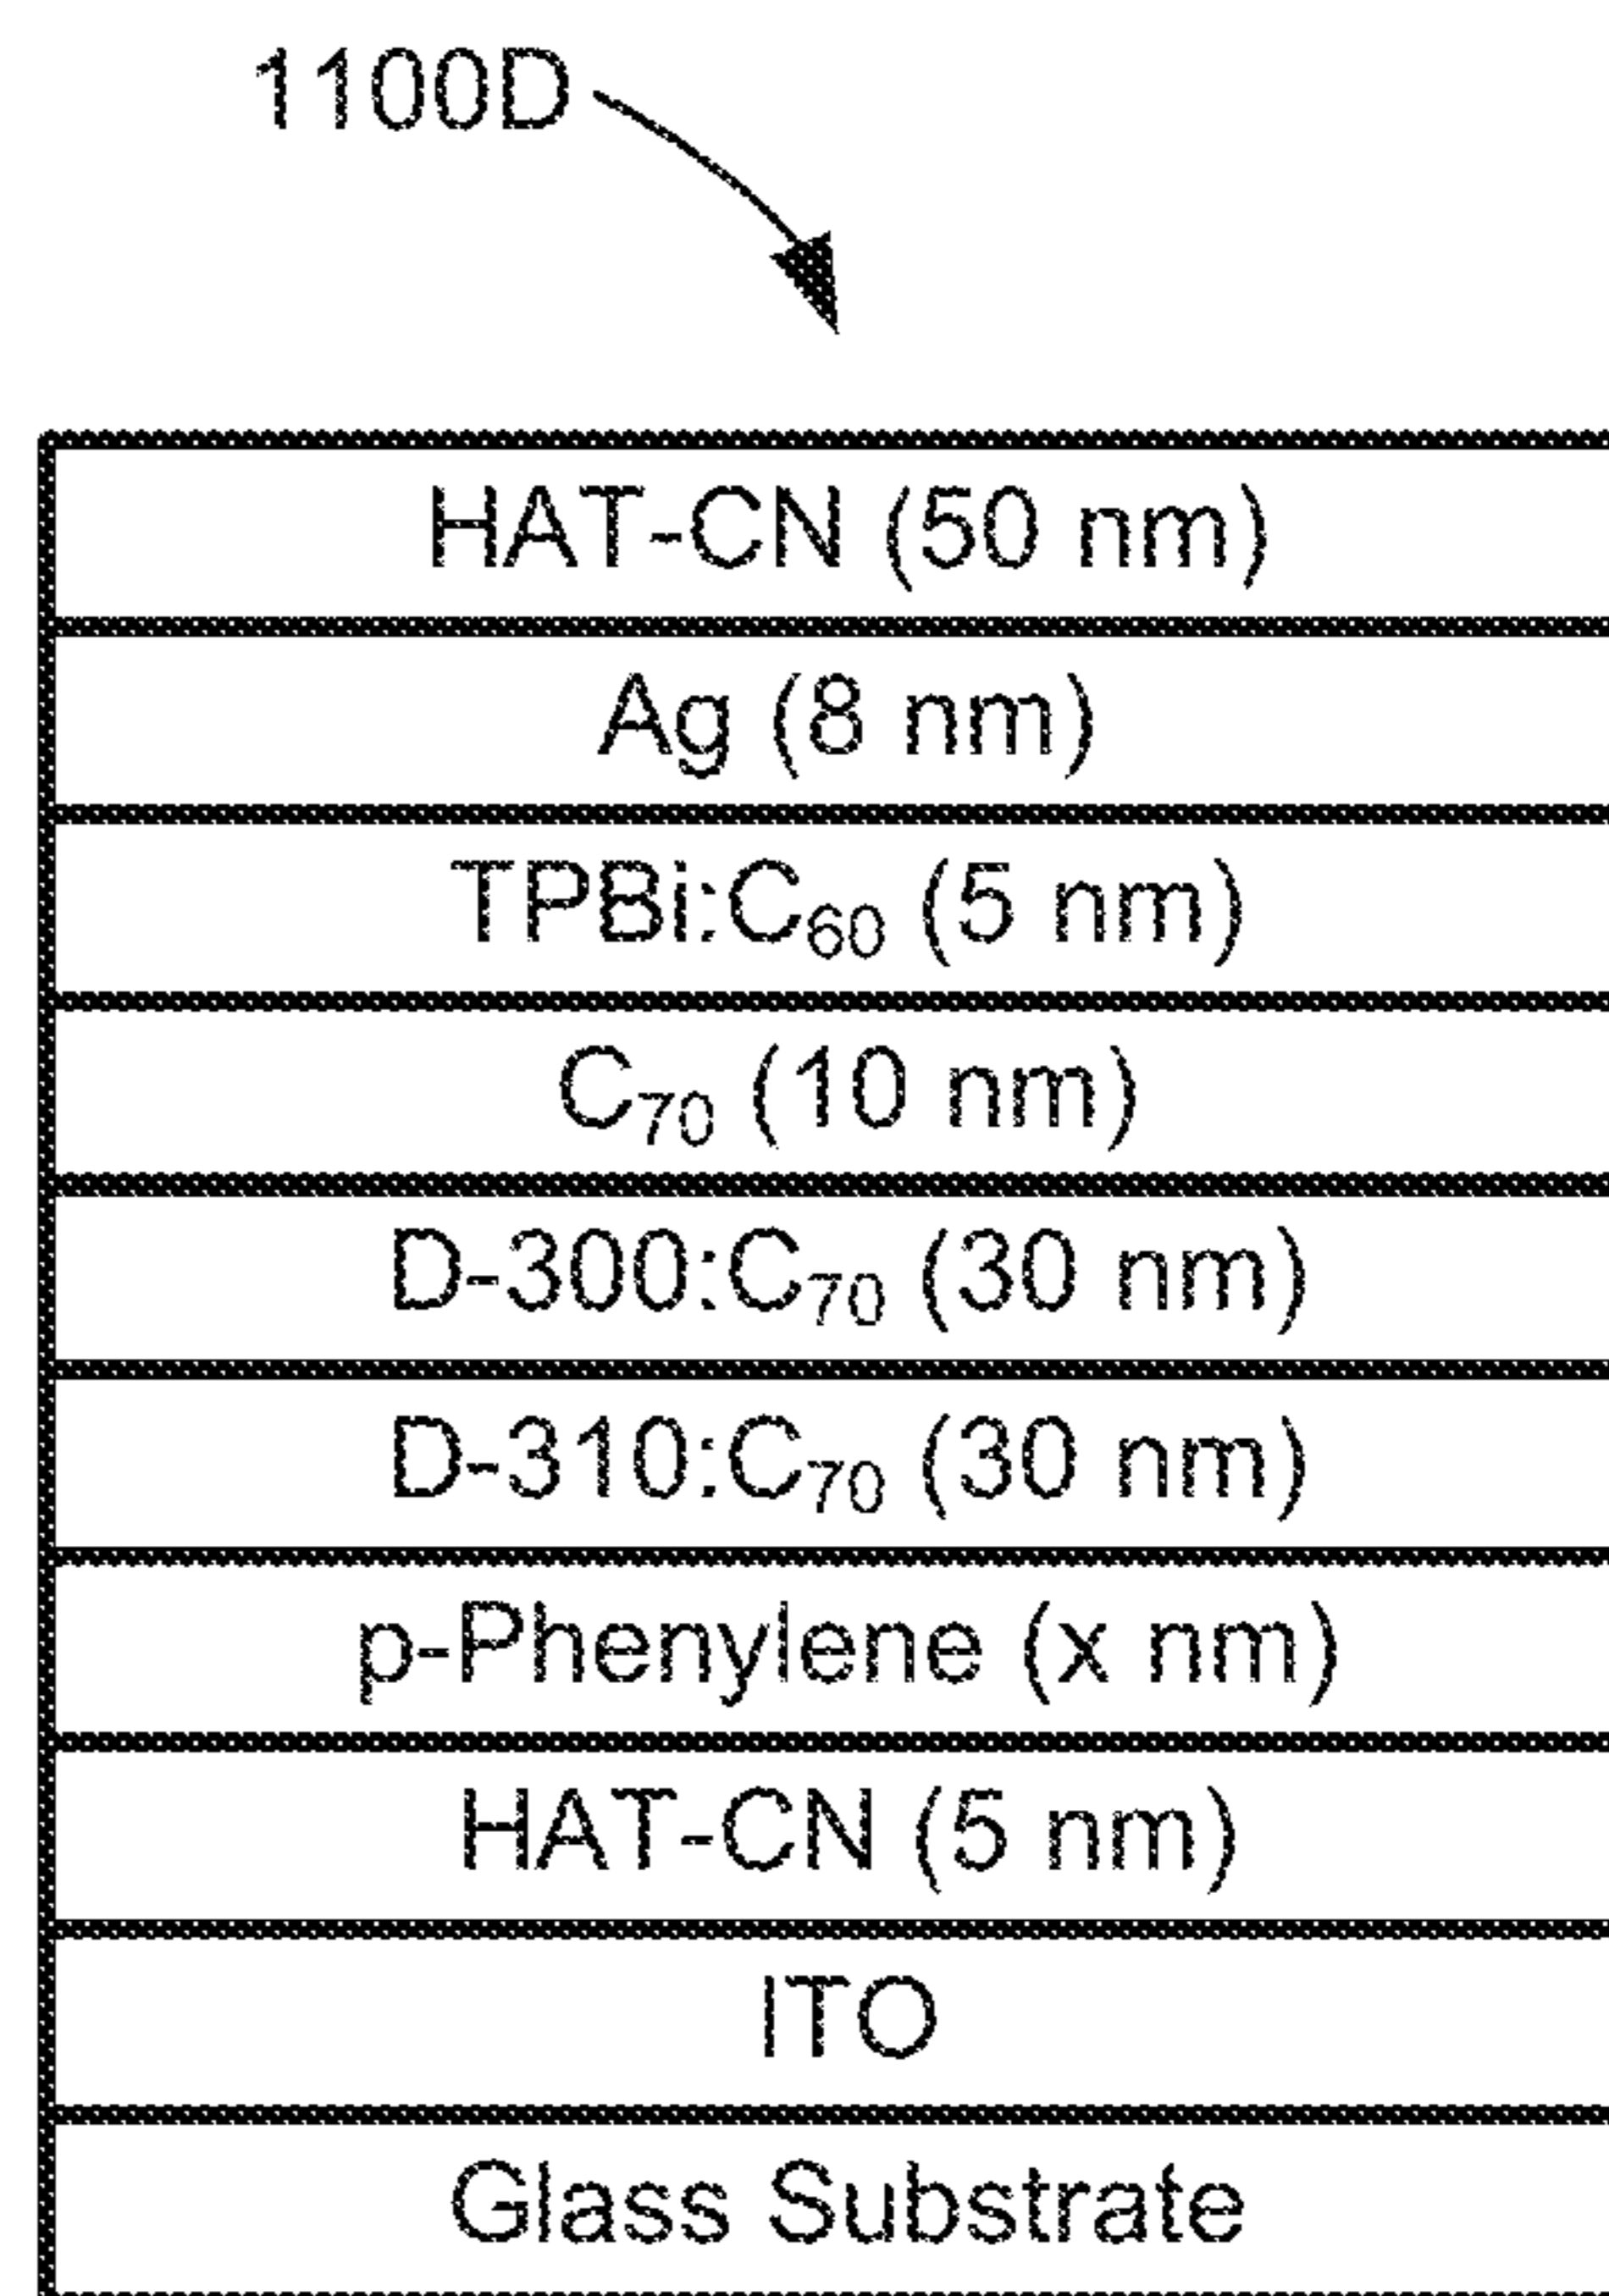 1100D
HAT-CN (50 nm)
Ag (8 nm)
TPBi:C₆₀ (5 nm)
C₇₀ (10 nm)
D-300:C₇₀ (30 nm)
D-310:C₇₀ (30 nm)
p-Phenylene (x nm)
HAT-CN (5 nm)
ITO
Glass Substrate